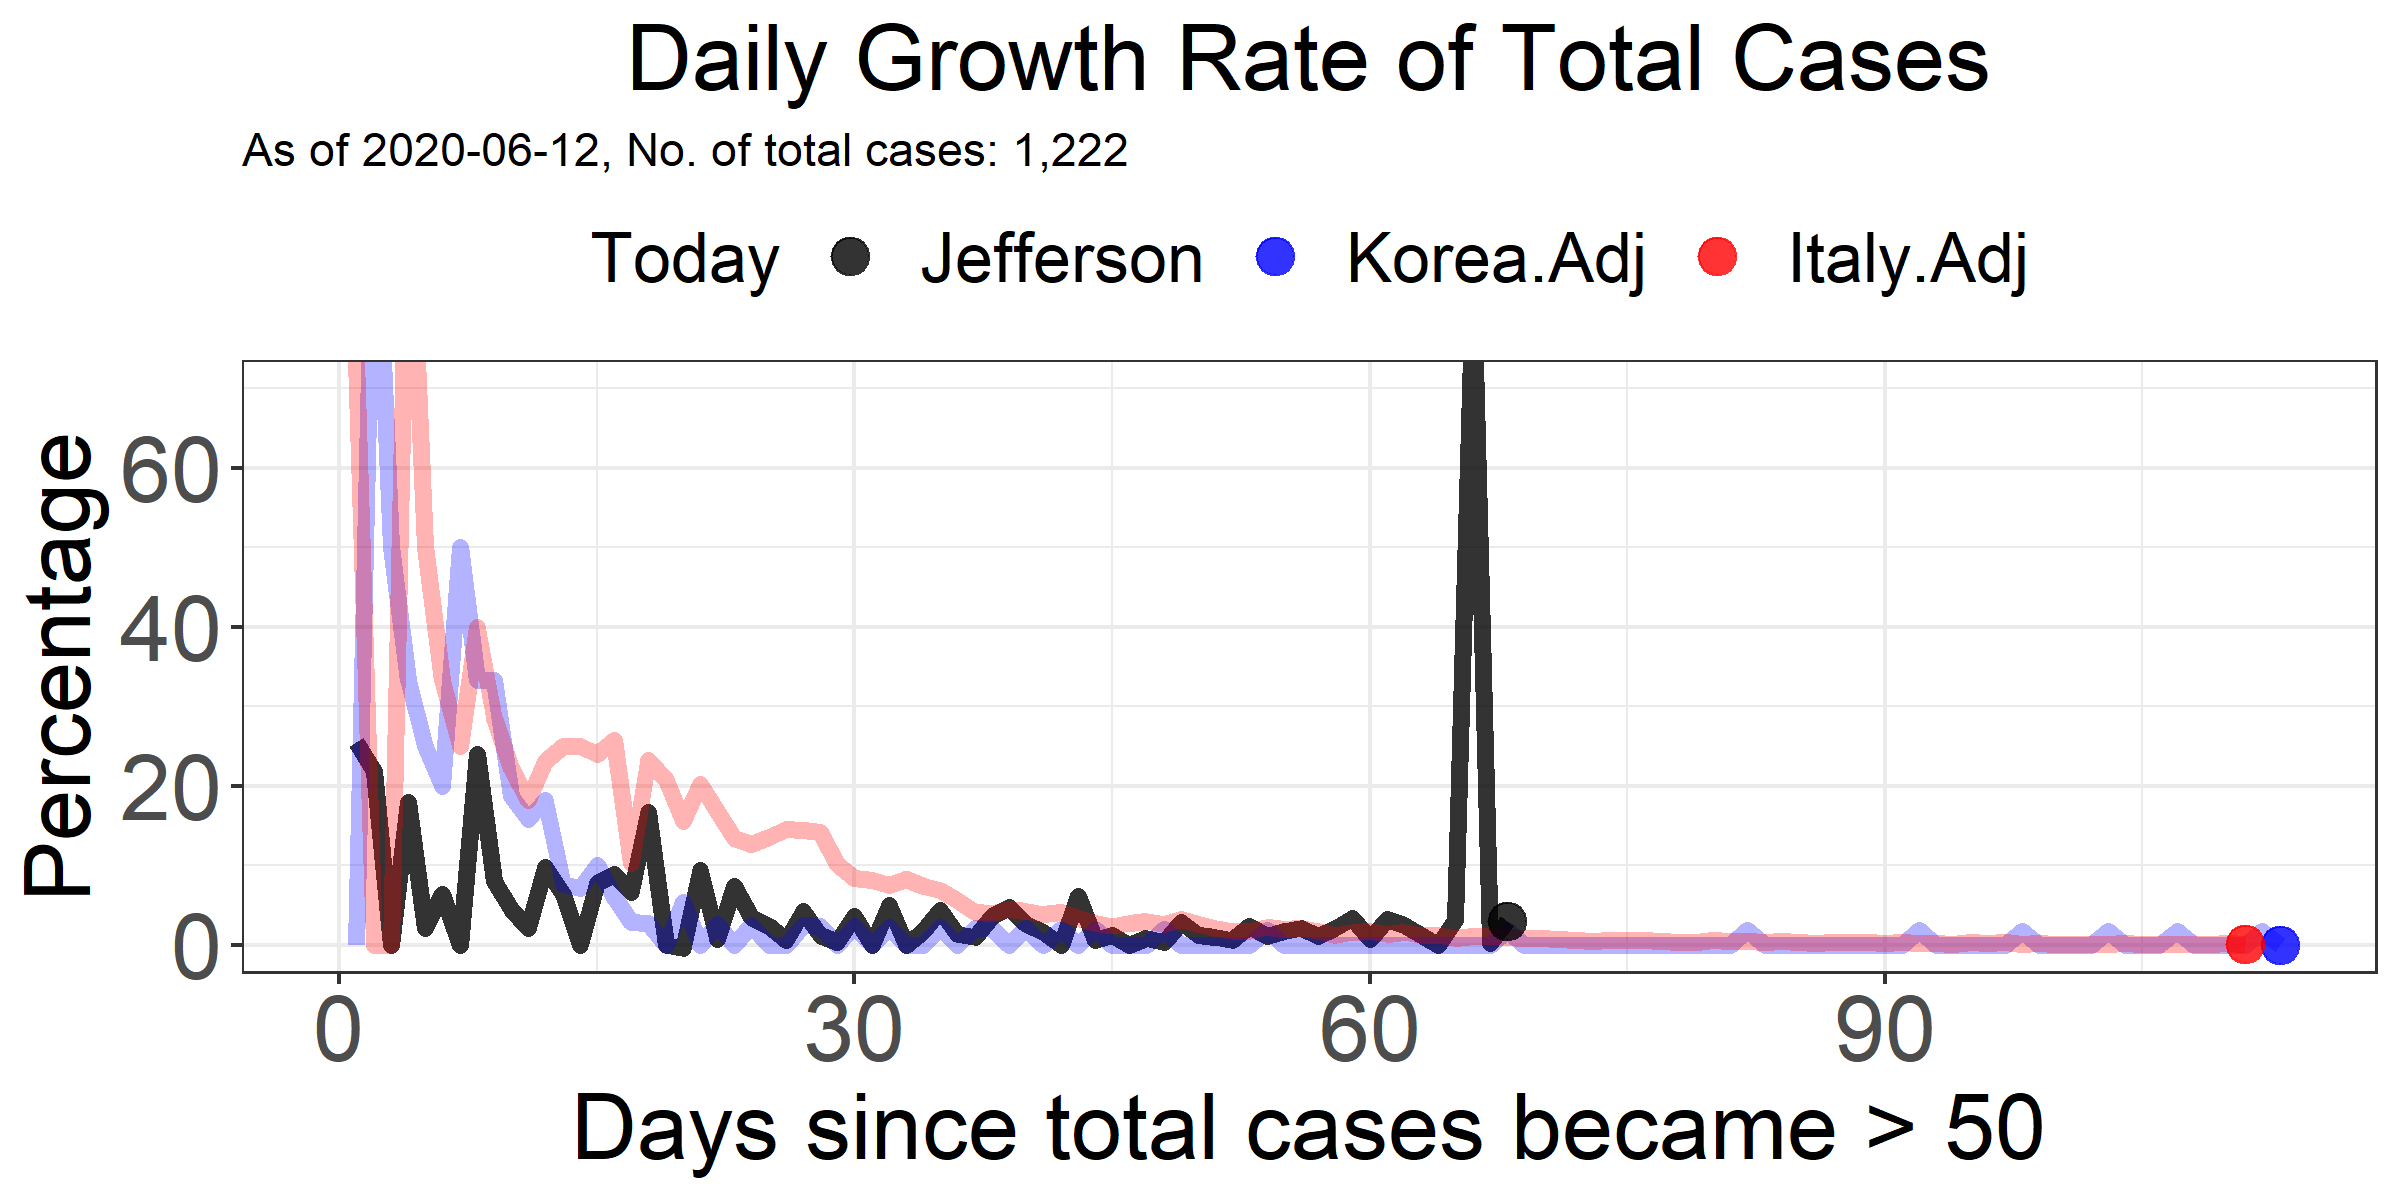 Daily Growth Rate of Total Cases
As of 2020-06-12, No. of total cases: 1,222
Today Jefferson Korea.Adj Italy.Adj
Percentage
60
40
20
0
0 30 60 90
Days since total cases became > 50